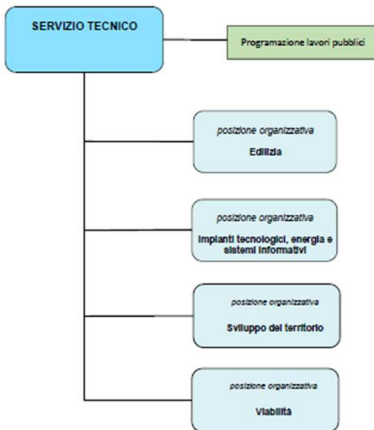 SERVIZIO TECNICO
Programazione lavori pubblici
posizione organizzativa
Edilizia
posizione organizzativa
Impianti tecnologici, energia e
sistemi informativi
posizione organizzativa
Sviluppo del territorio
posizione organizzativa
Viabilità